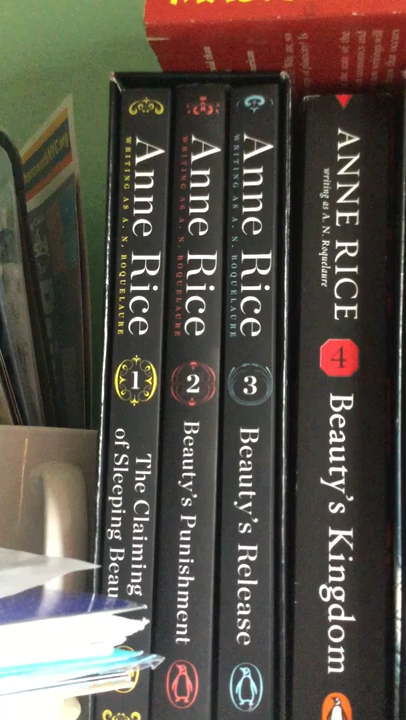 Anne Rice
WRITING AS A. N. ROQUELAURE
1
The Claiming
of Sleeping Beau
Anne Rice
WRITING AS A. N. ROQUELAURE
2
Beauty's Punishment
Anne Rice
WRITING AS A. N. ROQUELAURE
3
Beauty's Release
ANNE RICE
writing as A. N. Roquelaure
4
Beauty's Kingdom